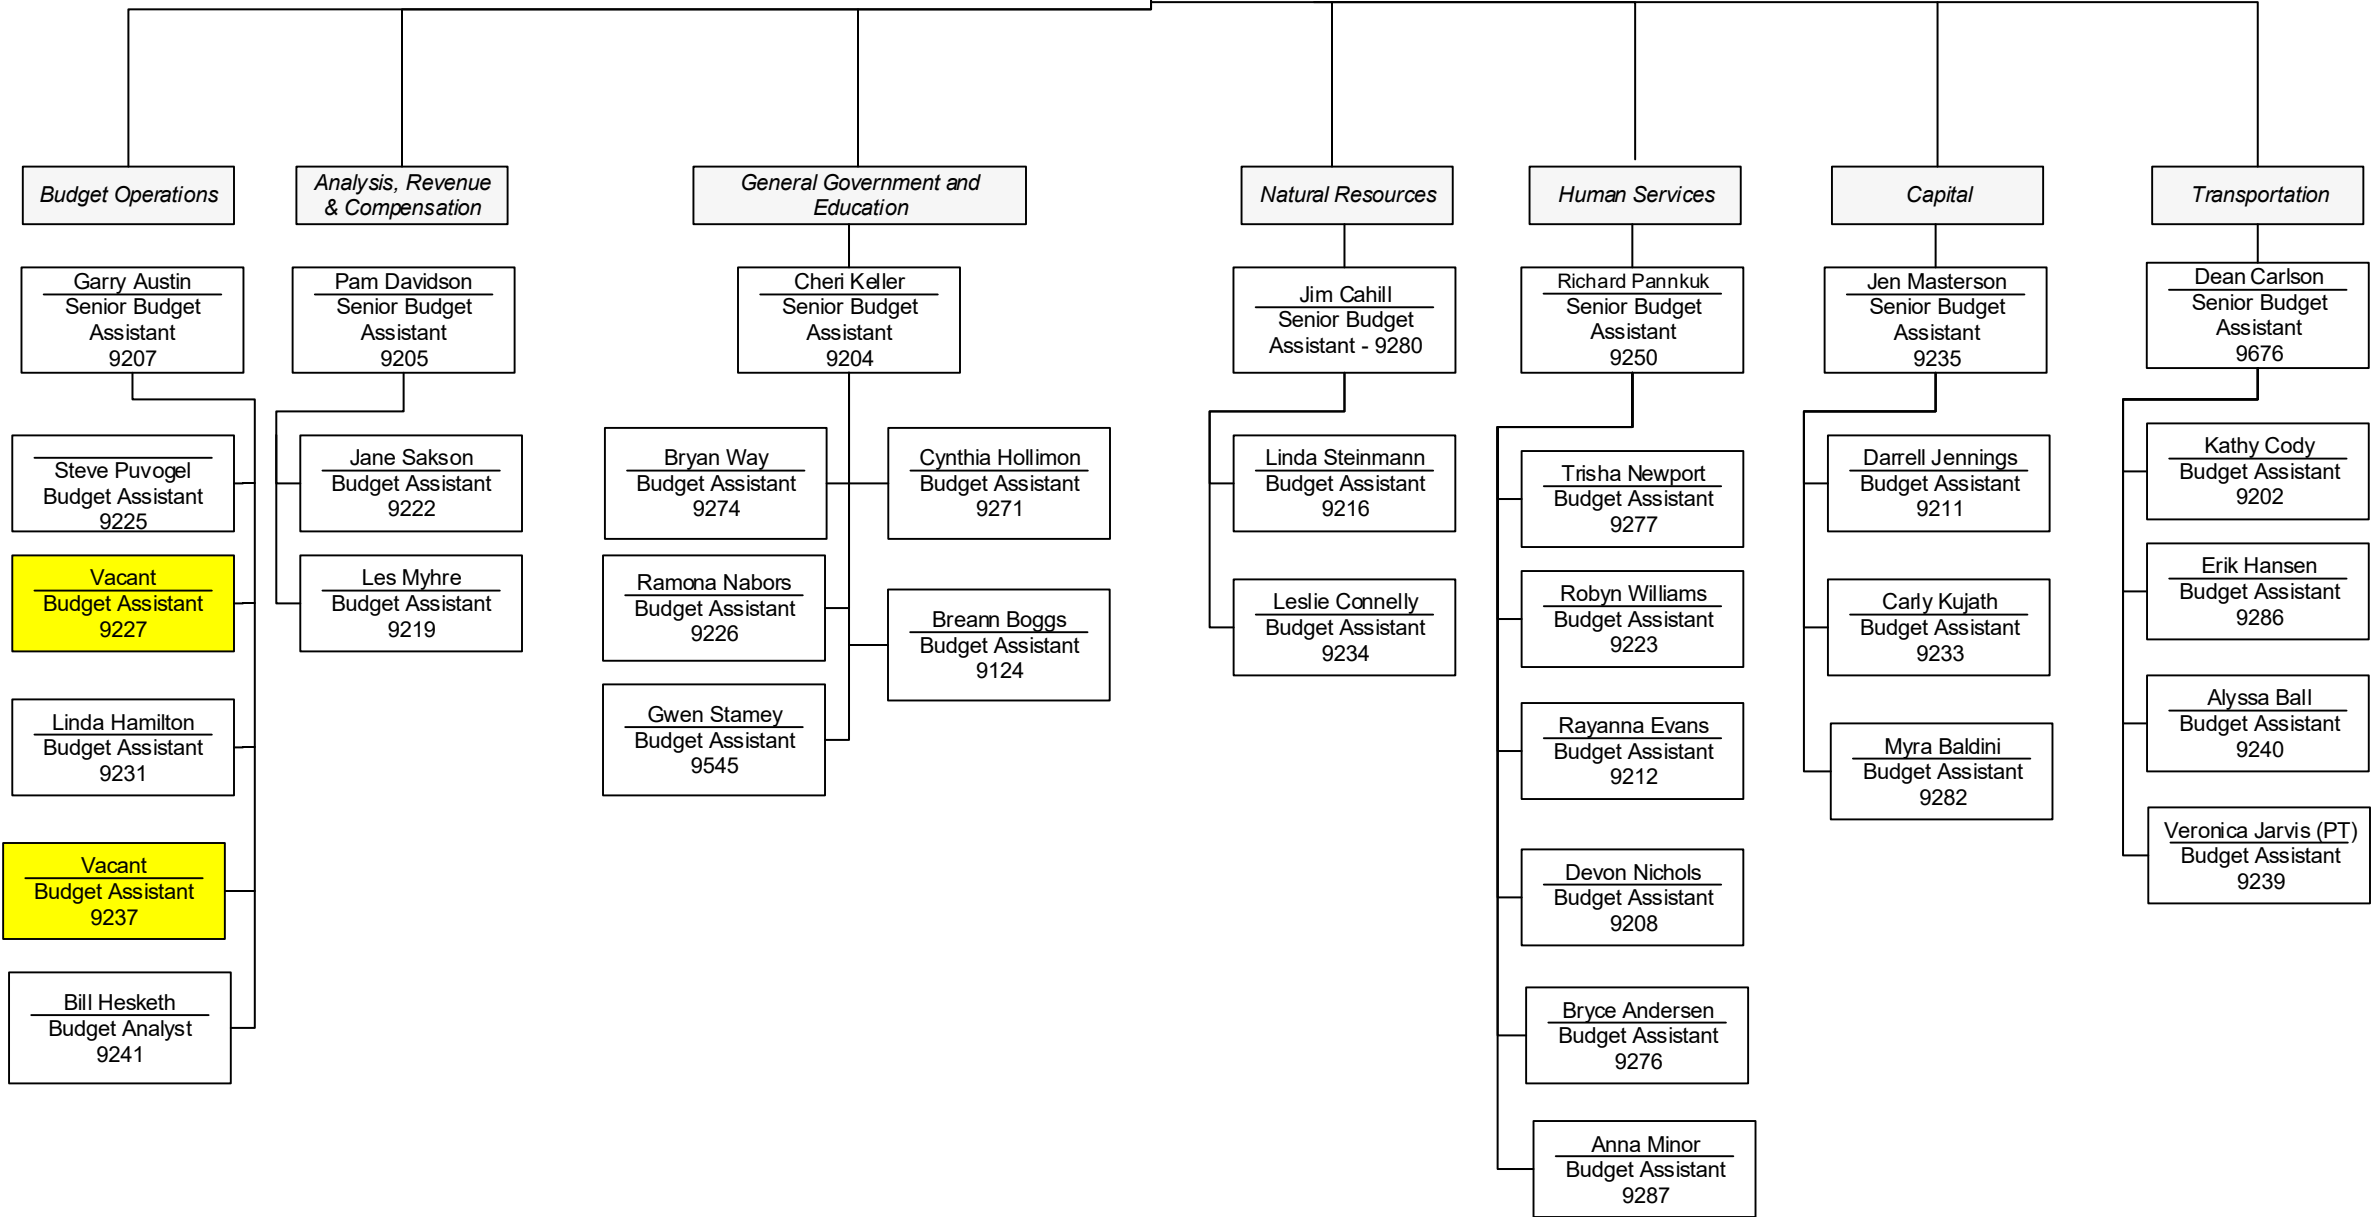 Budget Operations
Garry Austin
Senior Budget
Assistant
9207
Steve Puvogel
Budget Assistant
9225
Vacant
Budget Assistant
9227
Linda Hamilton
Budget Assistant
9231
Vacant
Budget Assistant
9237
Bill Hesketh
Budget Analyst
9241
Analysis, Revenue
& Compensation
Pam Davidson
Senior Budget
Assistant
9205
Jane Sakson
Budget Assistant
9222
Les Myhre
Budget Assistant
9219
General Government and
Education
Cheri Keller
Senior Budget
Assistant
9204
Bryan Way
Budget Assistant
9274
Cynthia Hollimon
Budget Assistant
9271
Ramona Nabors
Budget Assistant
9226
Breann Boggs
Budget Assistant
9124
Gwen Stamey
Budget Assistant
9545
Natural Resources
Jim Cahill
Senior Budget
Assistant - 9280
Linda Steinmann
Budget Assistant
9216
Leslie Connelly
Budget Assistant
9234
Human Services
Richard Pannkuk
Senior Budget
Assistant
9250
Trisha Newport
Budget Assistant
9277
Robyn Williams
Budget Assistant
9223
Rayanna Evans
Budget Assistant
9212
Devon Nichols
Budget Assistant
9208
Bryce Andersen
Budget Assistant
9276
Anna Minor
Budget Assistant
9287
Capital
Jen Masterson
Senior Budget
Assistant
9235
Darrell Jennings
Budget Assistant
9211
Carly Kujath
Budget Assistant
9233
Myra Baldini
Budget Assistant
9282
Transportation
Dean Carlson
Senior Budget
Assistant
9676
Kathy Cody
Budget Assistant
9202
Erik Hansen
Budget Assistant
9286
Alyssa Ball
Budget Assistant
9240
Veronica Jarvis (PT)
Budget Assistant
9239